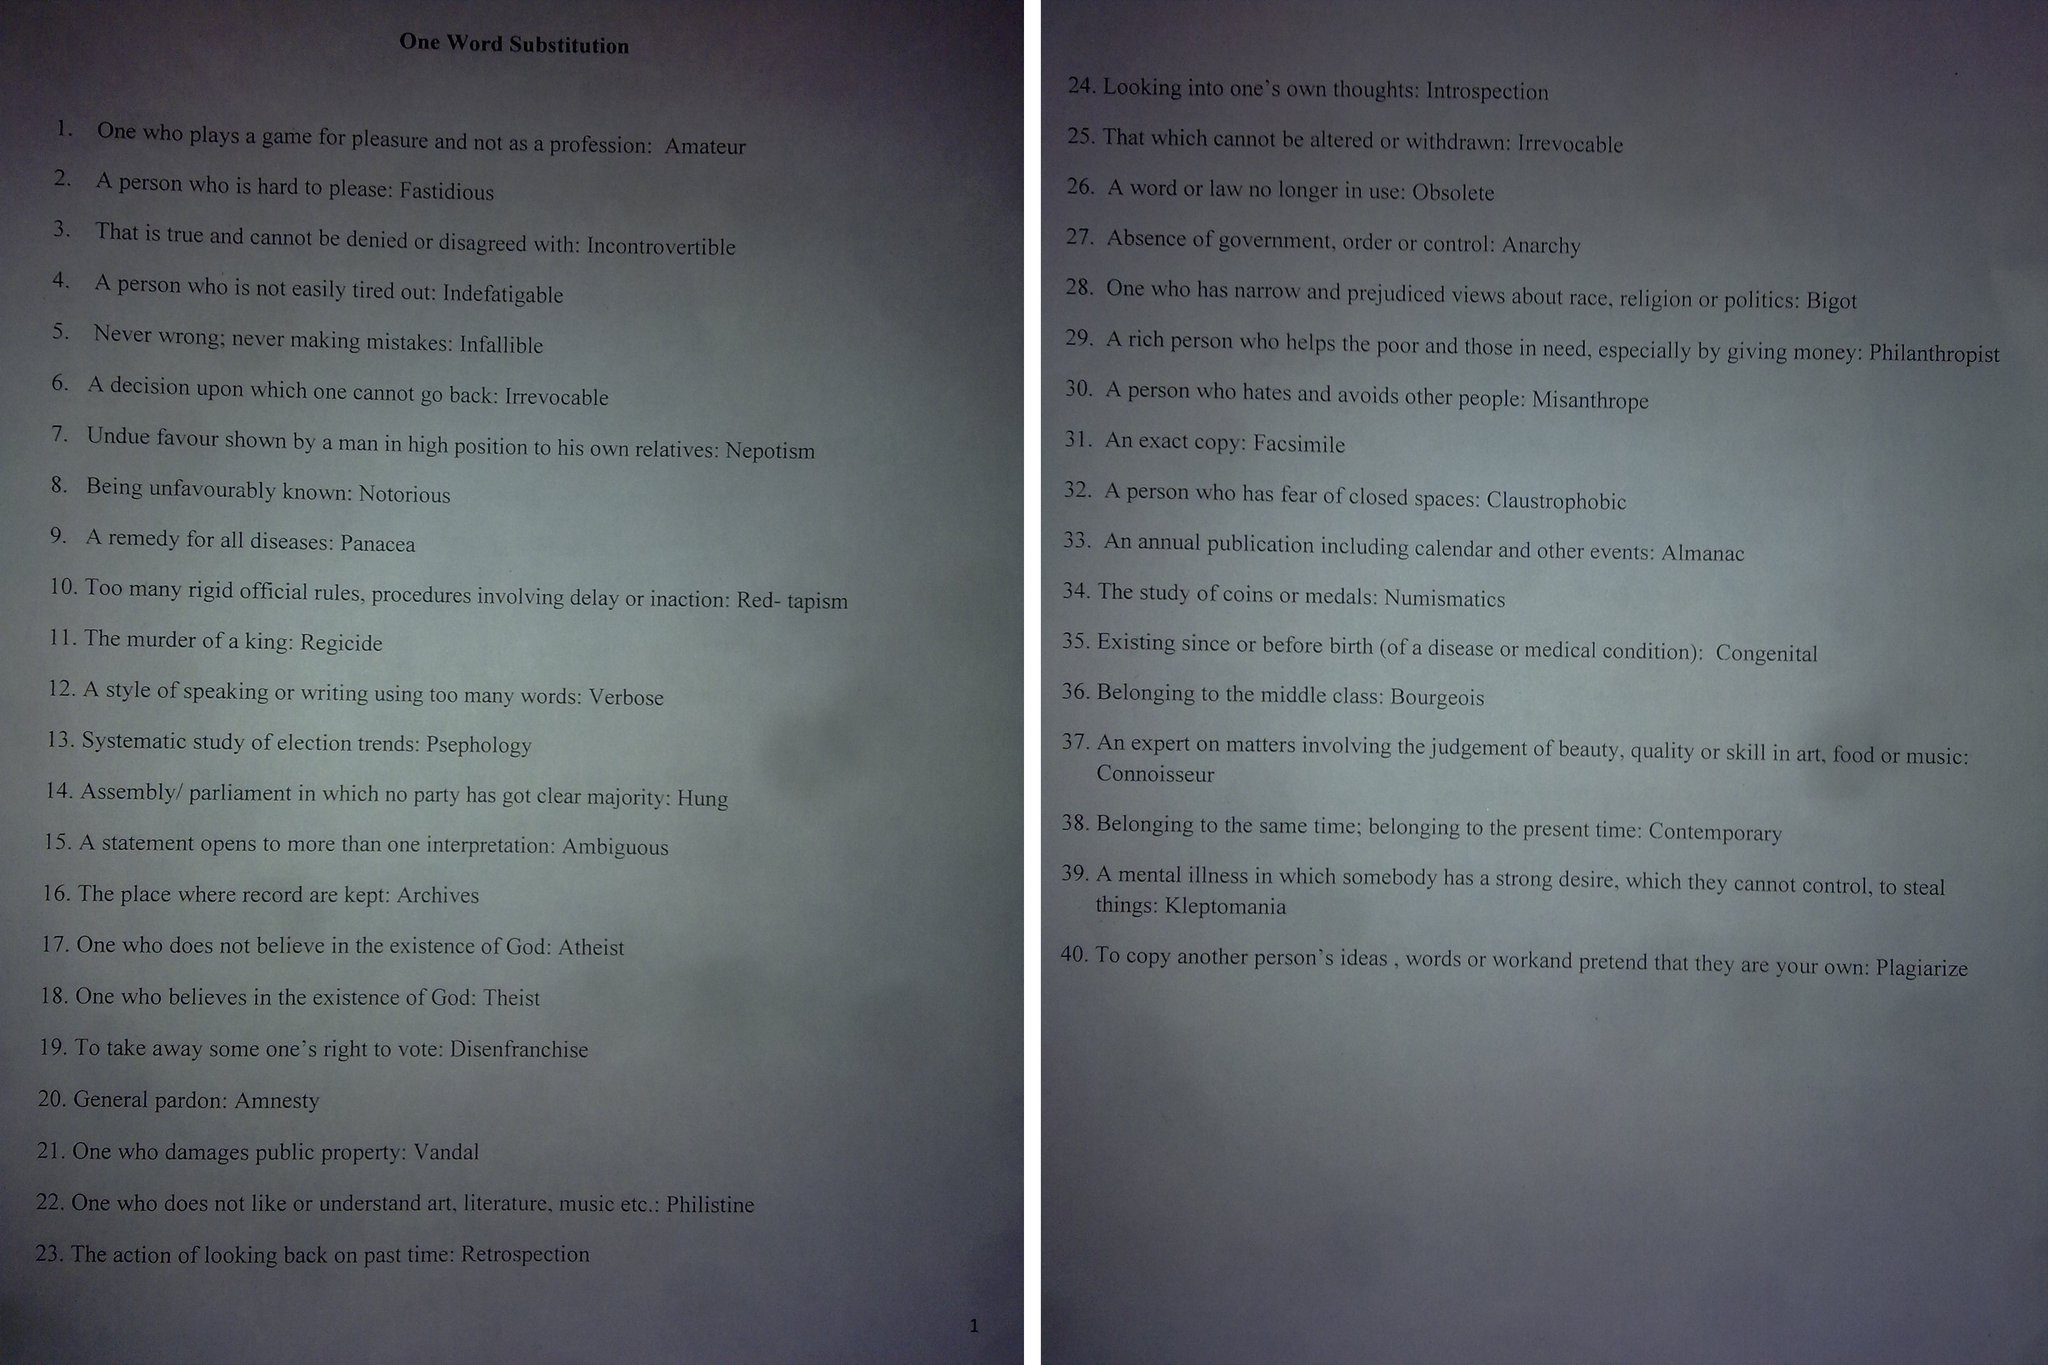 One Word Substitution
1. One who plays a game for pleasure and not as a profession: Amateur
2. A person who is hard to please: Fastidious
3. That is true and cannot be denied or disagreed with: Incontrovertible
4. A person who is not easily tired out: Indefatigable
5. Never wrong; never making mistakes: Infallible
6. A decision upon which one cannot go back: Irrevocable
7. Undue favour shown by a man in high position to his own relatives: Nepotism
8. Being unfavourably known: Notorious
9. A remedy for all diseases: Panacea
10. Too many rigid official rules, procedures involving delay or inaction: Red- tapism
11. The murder of a king: Regicide
12. A style of speaking or writing using too many words: Verbose
13. Systematic study of election trends: Psephology
14. Assembly/ parliament in which no party has got clear majority: Hung
15. A statement opens to more than one interpretation: Ambiguous
16. The place where record are kept: Archives
17. One who does not believe in the existence of God: Atheist
18. One who believes in the existence of God: Theist
19. To take away some one's right to vote: Disenfranchise
20. General pardon: Amnesty
21. One who damages public property: Vandal
22. One who does not like or understand art, literature, music etc.: Philistine
23. The action of looking back on past time: Retrospection
1
24. Looking into one's own thoughts: Introspection
25. That which cannot be altered or withdrawn: Irrevocable
26. A word or law no longer in use: Obsolete
27. Absence of government, order or control: Anarchy
28. One who has narrow and prejudiced views about race, religion or politics: Bigot
29. A rich person who helps the poor and those in need, especially by giving money: Philanthropist
30. A person who hates and avoids other people: Misanthrope
31. An exact copy: Facsimile
32. A person who has fear of closed spaces: Claustrophobic
33. An annual publication including calendar and other events: Almanac
34. The study of coins or medals: Numismatics
35. Existing since or before birth (of a disease or medical condition): Congenital
36. Belonging to the middle class: Bourgeois
37. An expert on matters involving the judgement of beauty, quality or skill in art, food or music:
Connoisseur
38. Belonging to the same time; belonging to the present time: Contemporary
39. A mental illness in which somebody has a strong desire, which they cannot control, to steal
things: Kleptomania
40. To copy another person's ideas , words or workand pretend that they are your own: Plagiarize